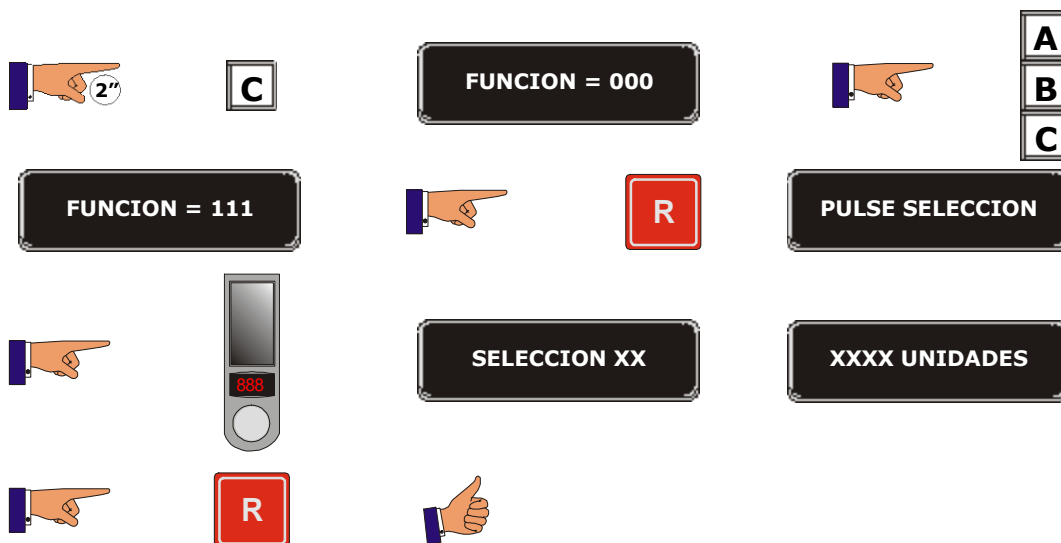 2”
C
FUNCION = 000
A
B
C
FUNCION = 111
R
PULSE SELECCION
888
SELECCION XX
XXXX UNIDADES
R